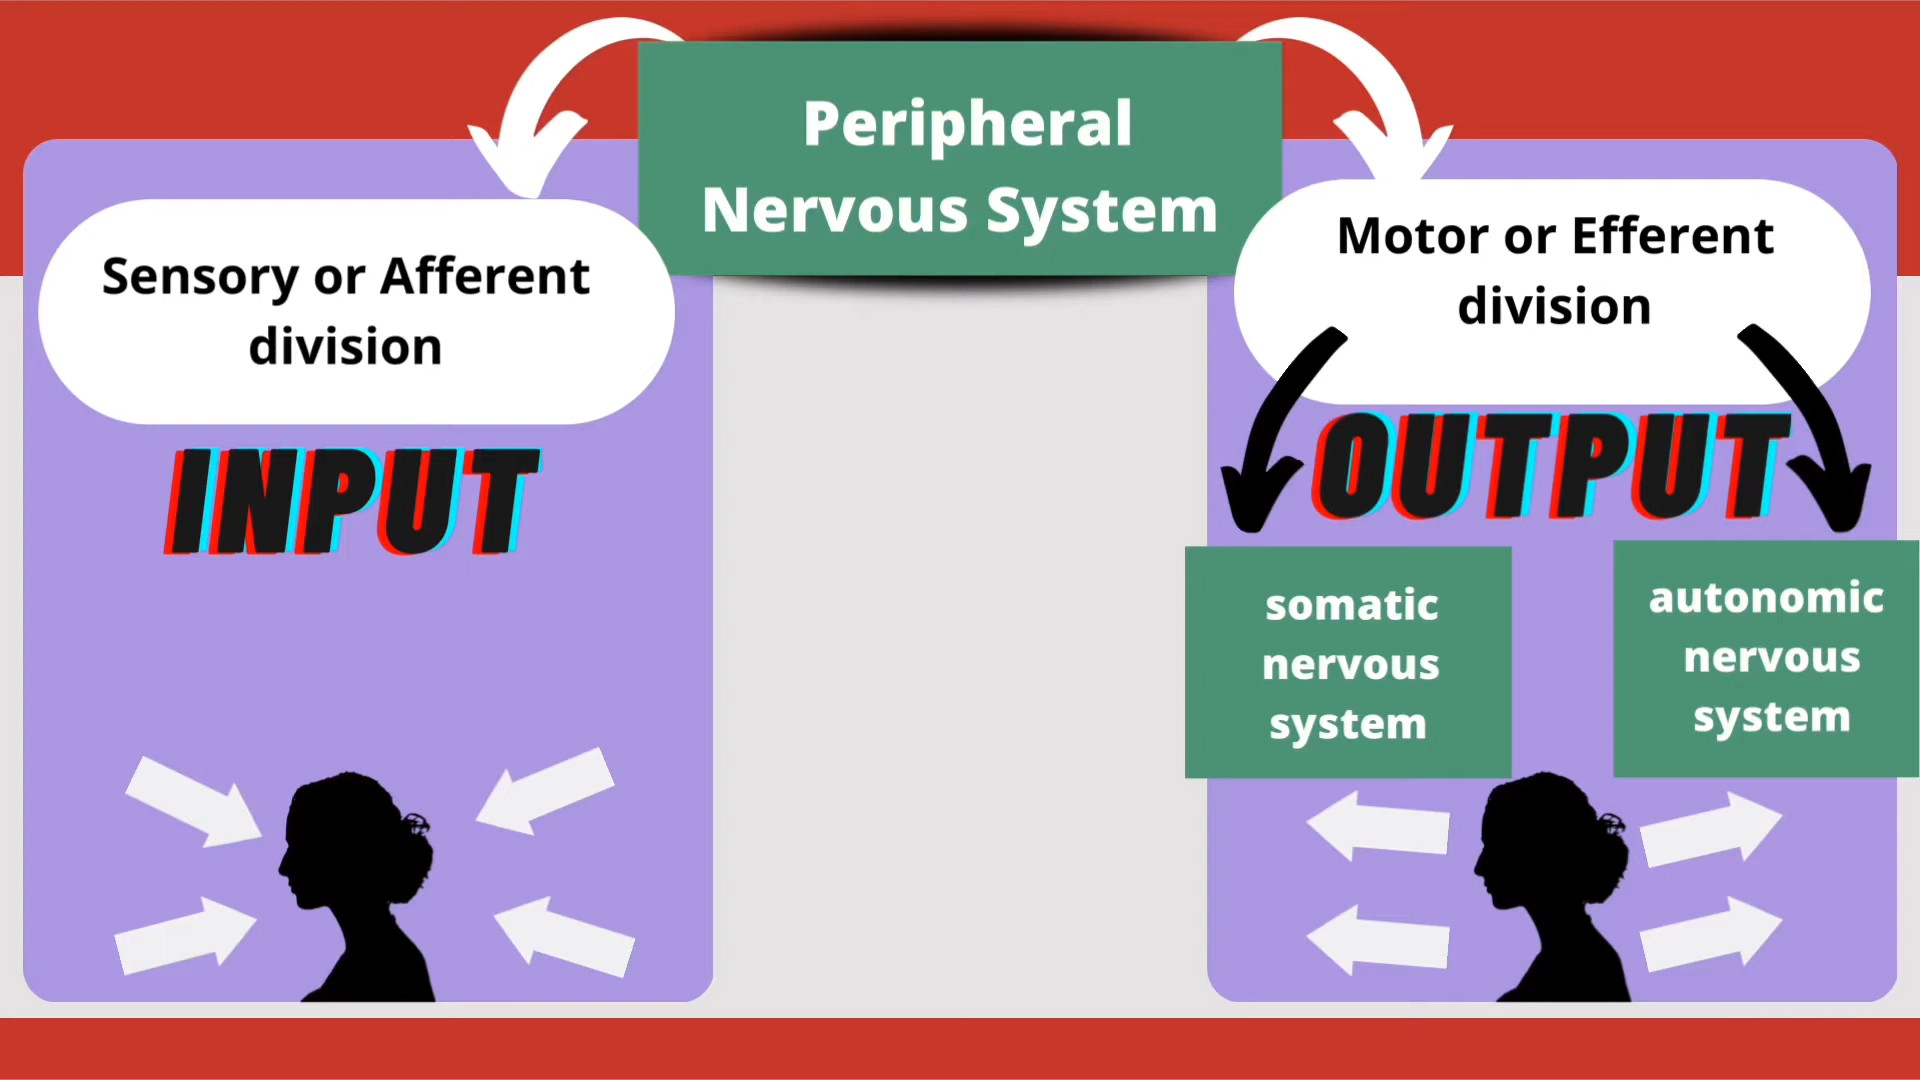 Peripheral
Nervous System
Sensory or Afferent
division
INPUT
Motor or Efferent
division
OUTPUT
somatic
nervous
system
autonomic
nervous
system